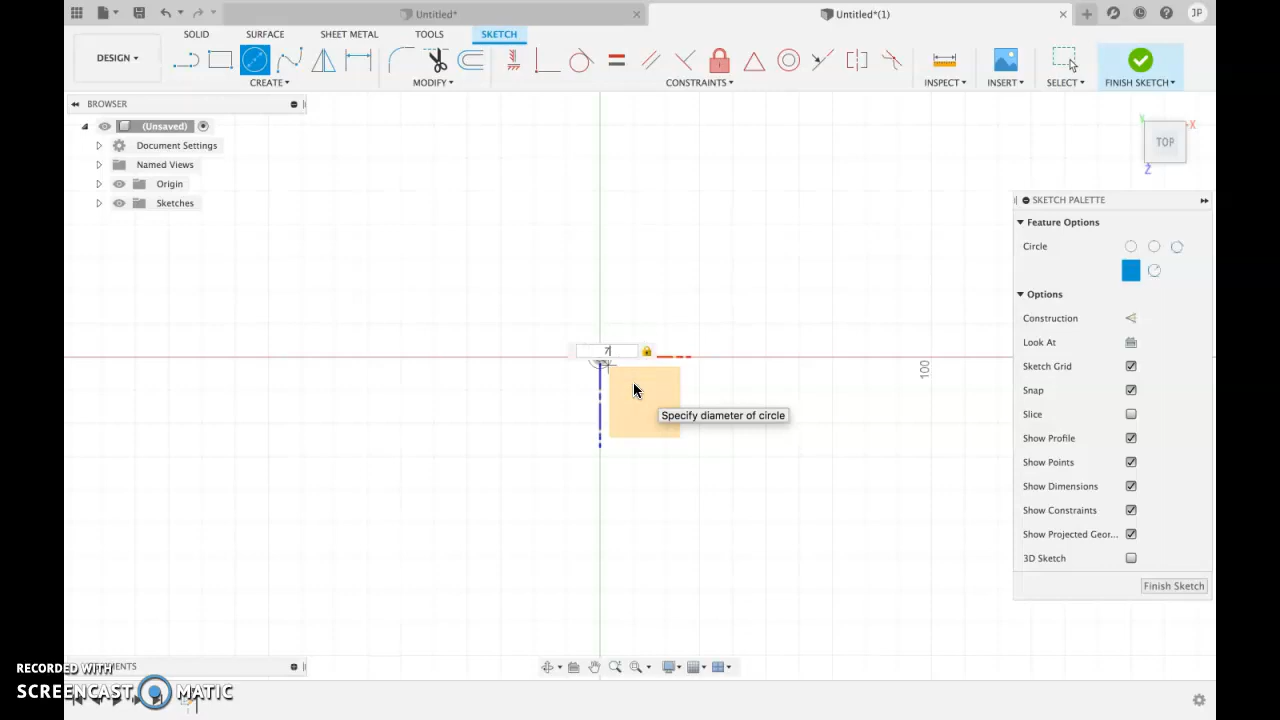 Untitled*
Untitled*(1)
JP
SOLID
SURFACE
SHEET METAL
TOOLS
SKETCH
DESIGN
CREATE
MODIFY
CONSTRAINTS
INSPECT
INSERT
SELECT
FINISH SKETCH
BROWSER
(Unsaved)
Document Settings
Named Views
Origin
Sketches
Y
X
TOP
Z
SKETCH PALETTE
Feature Options
Circle
Options
Construction
Look At
Sketch Grid
Snap
Slice
Show Profile
Show Points
Show Dimensions
Show Constraints
Show Projected Geor...
3D Sketch
Finish Sketch
7
100
Specify diameter of circle
RECORDED WITH
MENTS
SCREENCAST MATIC